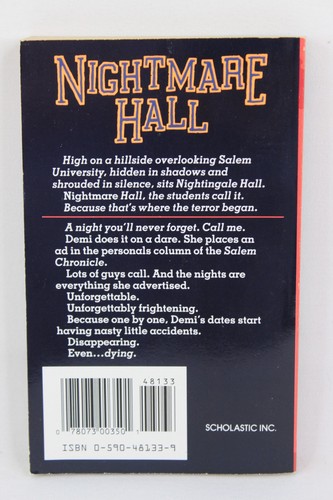 NIGHTMARE
HALL
High on a hillside overlooking Salem
University, hidden in shadows and
shrouded in silence, sits Nightingale Hall.
Nightmare Hall, the students call it.
Because that's where the terror began.
A night you'll never forget. Call me.
Demi does it on a dare. She places an
ad in the personals column of the Salem
Chronicle.
Lots of guys call. And the nights are
everything she advertised.
Unforgettable.
Unforgettably frightening.
Because one by one, Demi's dates start
having nasty little accidents.
Disappearing.
Even...dying.
48133
0 78073 00350 1
ISBN 0-590-48133-9
SCHOLASTIC INC.